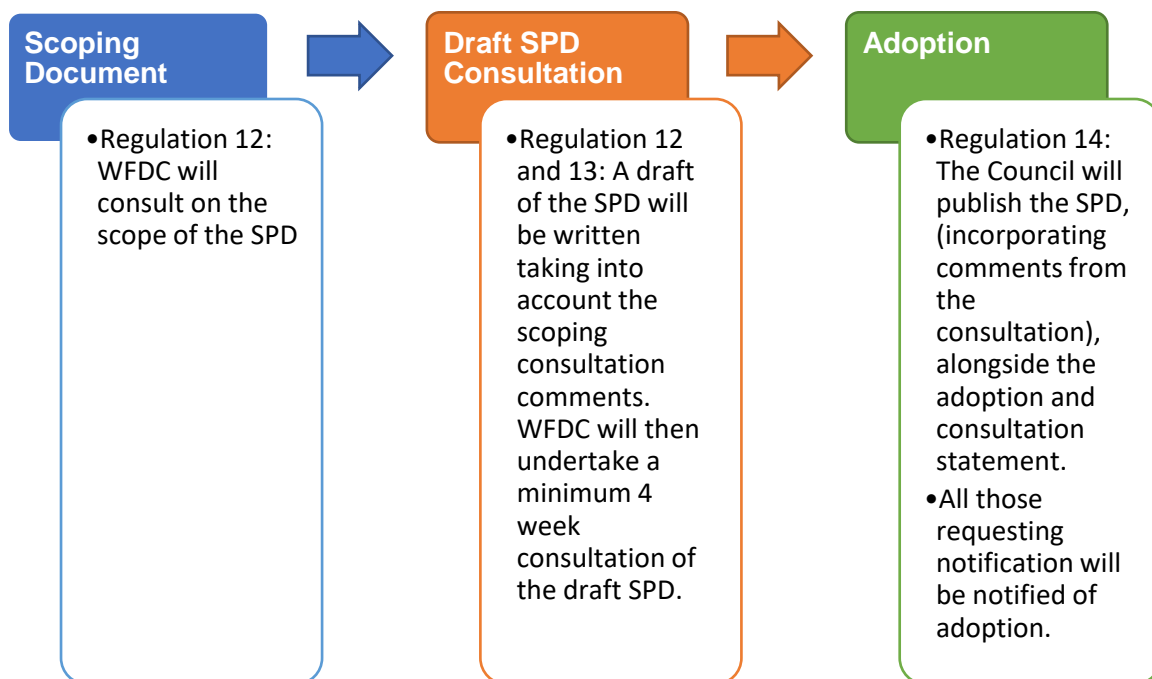 Scoping
Document
•Regulation 12:
WFDC will
consult on the
scope of the SPD
Draft SPD
Consultation
•Regulation 12
and 13: A draft
of the SPD will
be written
taking into
account the
scoping
consultation
comments.
WFDC will then
undertake a
minimum 4
week
consultation of
the draft SPD.
Adoption
•Regulation 14:
The Council will
publish the SPD,
(incorporating
comments from
the
consultation),
alongside the
adoption and
consultation
statement.
•All those
requesting
notification will
be notified of
adoption.